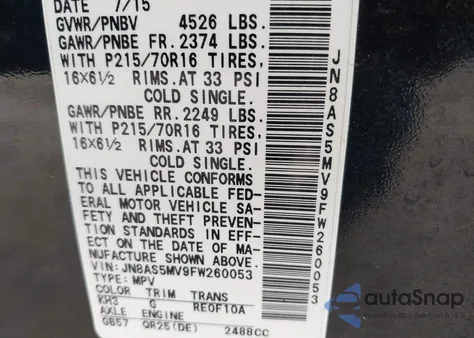 DATE 7/15
GVWR/PNBV 4526 LBS.
GAWR/PNBE FR. 2374 LBS.
WITH P215/70R16 TIRES,
16X6½ RIMS. AT 33 PSI
COLD SINGLE.
GAWR/PNBE RR. 2249 LBS.
WITH P215/70R16 TIRES,
16X6½ RIMS. AT 33 PSI
COLD SINGLE.
THIS VEHICLE CONFORMS
TO ALL APPLICABLE FED-
ERAL MOTOR VEHICLE SA-
FETY AND THEFT PREVEN-
TION STANDARDS IN EFF-
ECT ON THE DATE OF MA-
NUFACTURE SHOWN ABOVE.
VIN: JN8AS5MV9FW260053
TYPE: MPV
COLOR TRIM TRANS
KH3 G RE0F10A
AXLE ENGINE
GB57 QR25(DE) 2488CC
JN8AS5MV9FW260053
autoSnap